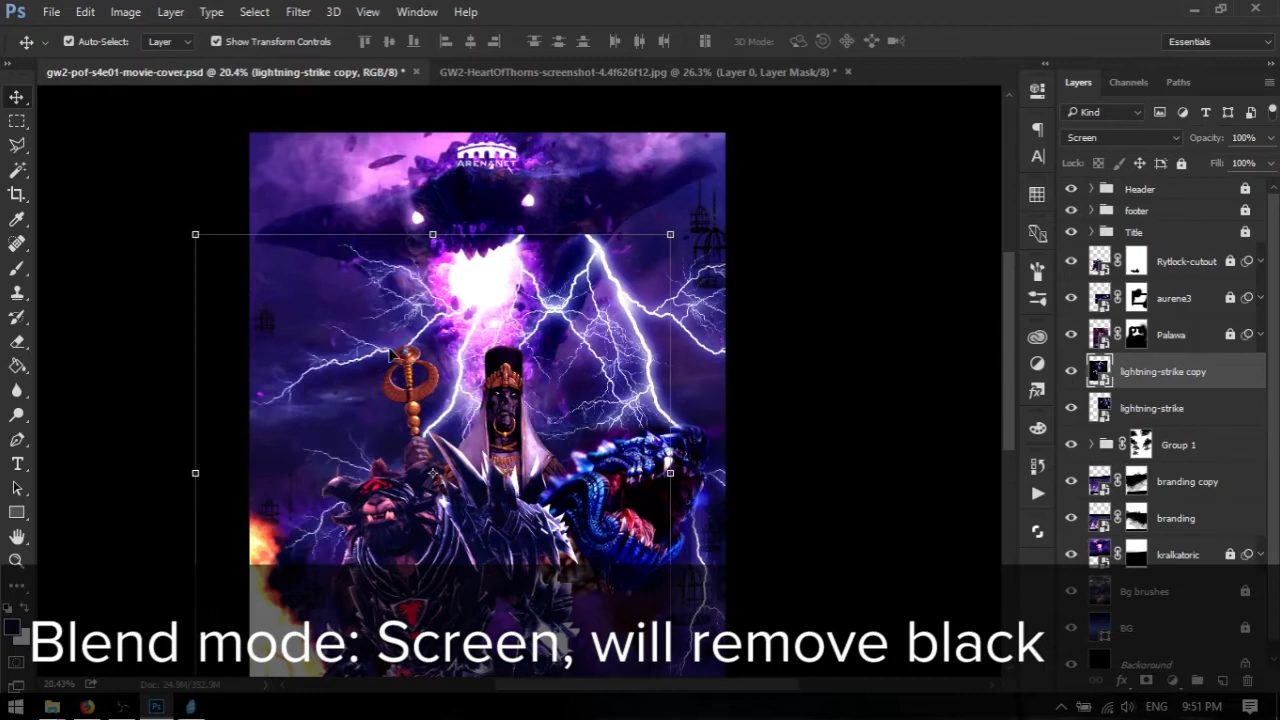 Ps File Edit Image Layer Type Select Filter 3D View Window Help
Auto-Select: Layer Show Transform Controls 3D Mode: Essentials
gw2-pof-s4e01-movie-cover.psd @ 20.4% (lightning-strike copy, RGB/8) * × GW2-HeartOfThorns-screenshot-4.4f626f12.jpg @ 26.3% (Layer 0, Layer Mask/8) * ×
Layers Channels Paths
Kind
Screen Opacity: 100%
Lock: Fill: 100%
ARENANET
Header
footer
Title
Rytlock-cutout
aurene3
Palawa
lightning-strike copy
lightning-strike
Group 1
branding copy
branding
kralkatoric
Bg brushes
BG
Background
Blend mode: Screen, will remove black
20.43% Doc: 24.9M/392.9M
ENG 9:51 PM